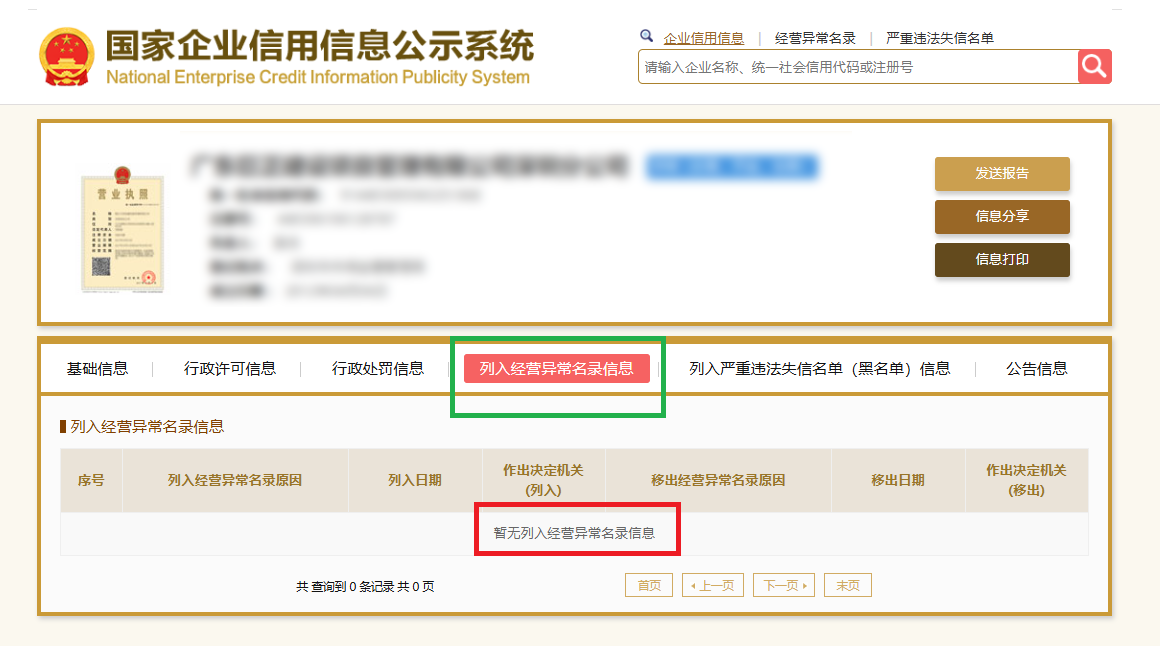 国家企业信用信息公示系统
National Enterprise Credit Information Publicity System
企业信用信息 | 经营异常名录 | 严重违法失信名单
请输入企业名称、统一社会信用代码或注册号
营业执照
发送报告
信息分享
信息打印
基础信息 | 行政许可信息 | 行政处罚信息 | 列入经营异常名录信息 | 列入严重违法失信名单（黑名单）信息 | 公告信息
列入经营异常名录信息
序号 列入经营异常名录原因 列入日期 作出决定机关(列入) 移出经营异常名录原因 移出日期 作出决定机关(移出)
暂无列入经营异常名录信息
共 查询到 0 条记录 共 0 页 首页 上一页 下一页 末页